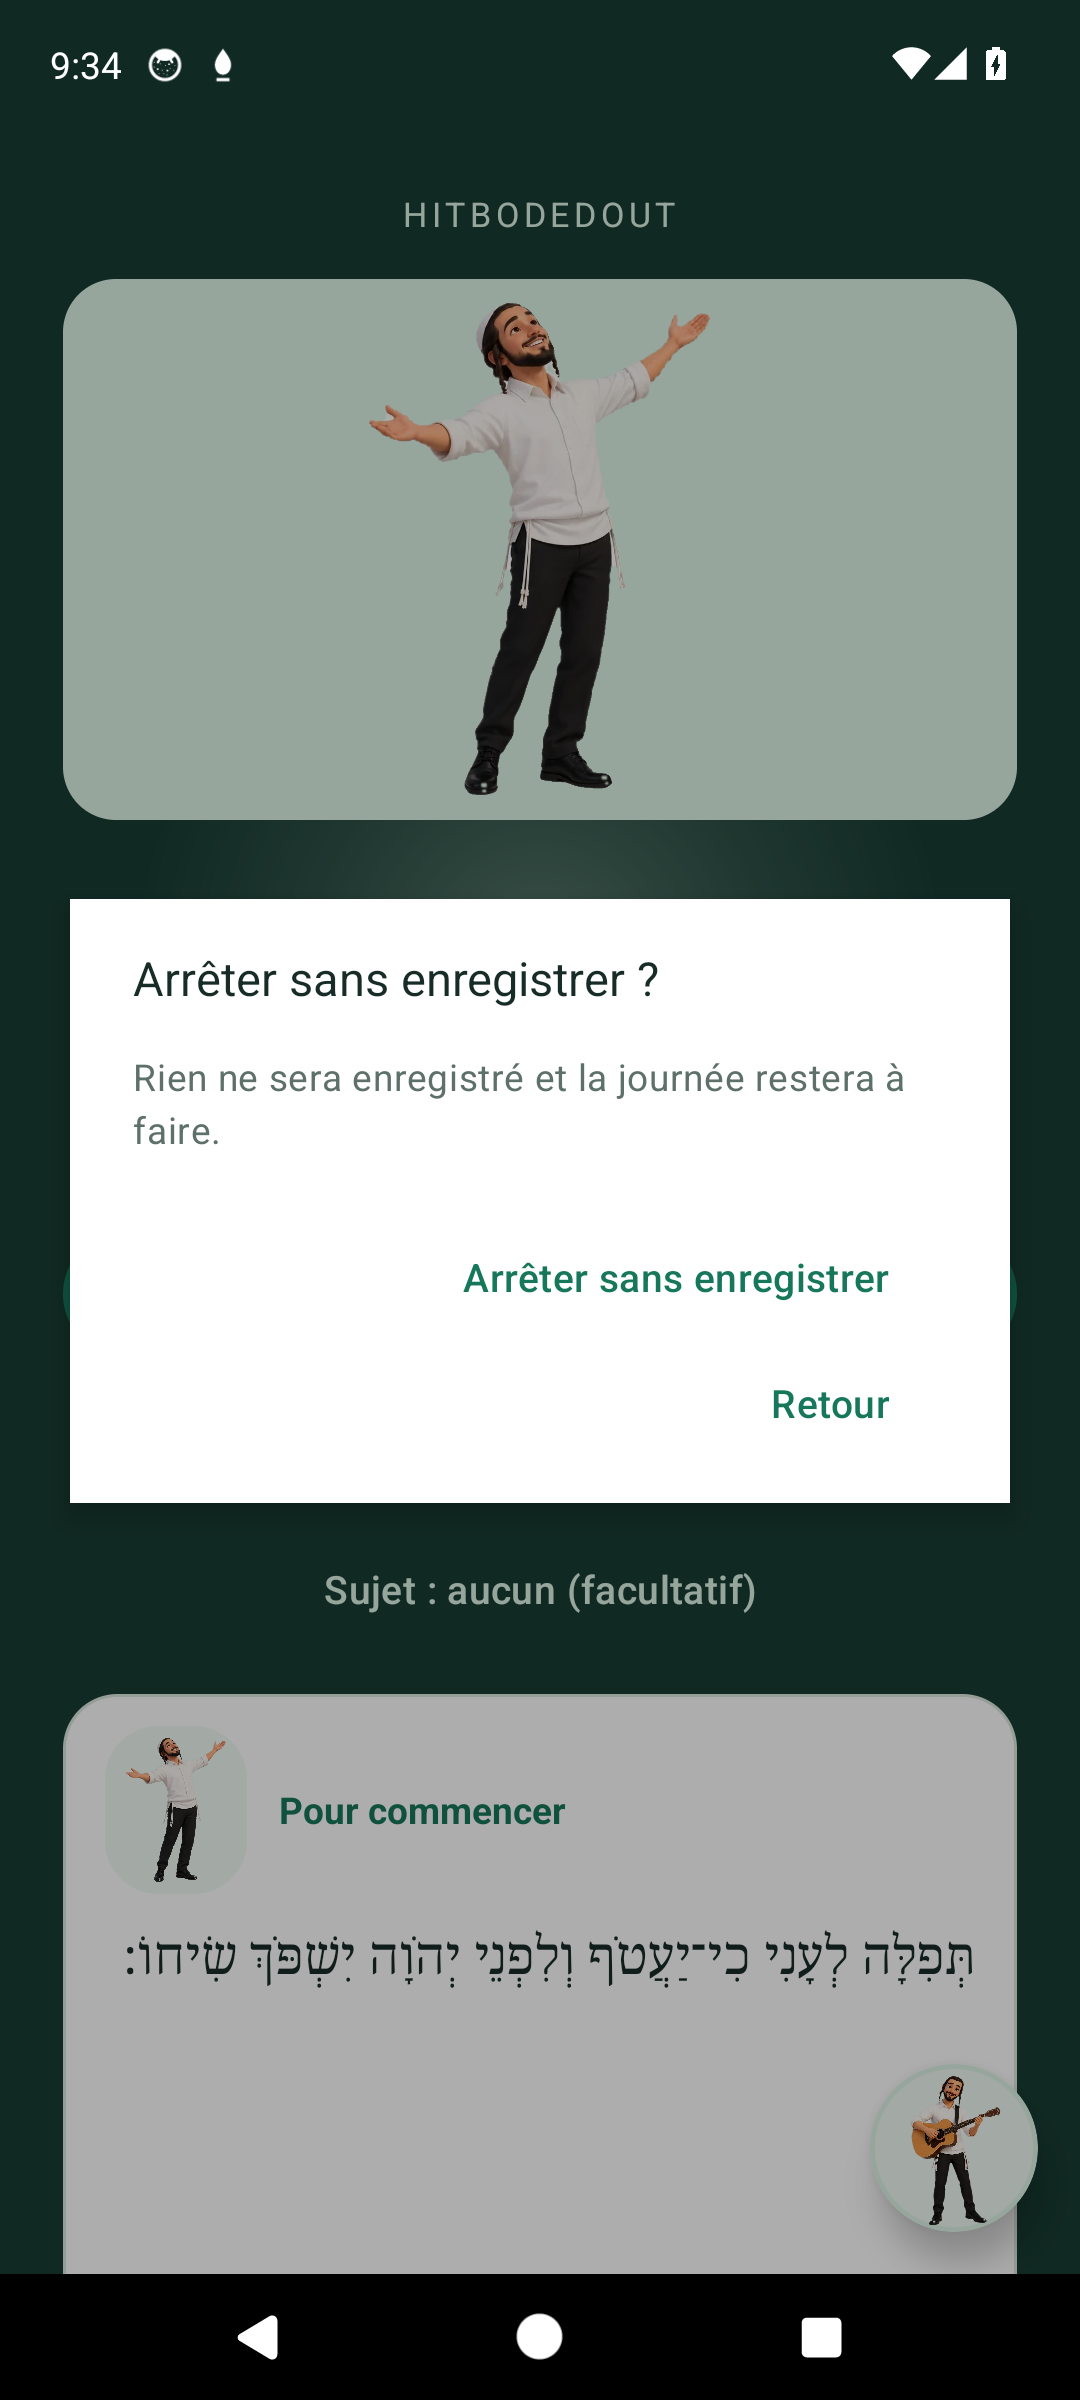 9:34
HITBODEDOUT
Arrêter sans enregistrer ?
Rien ne sera enregistré et la journée restera à
faire.
Arrêter sans enregistrer
Retour
Sujet : aucun (facultatif)
Pour commencer
תְּפִלָּה לְעָנִי כִי־יַעֲטֹף וְלִפְנֵי יְהֹוָה יִשְׁפֹּךְ שִׂיחוֹ: